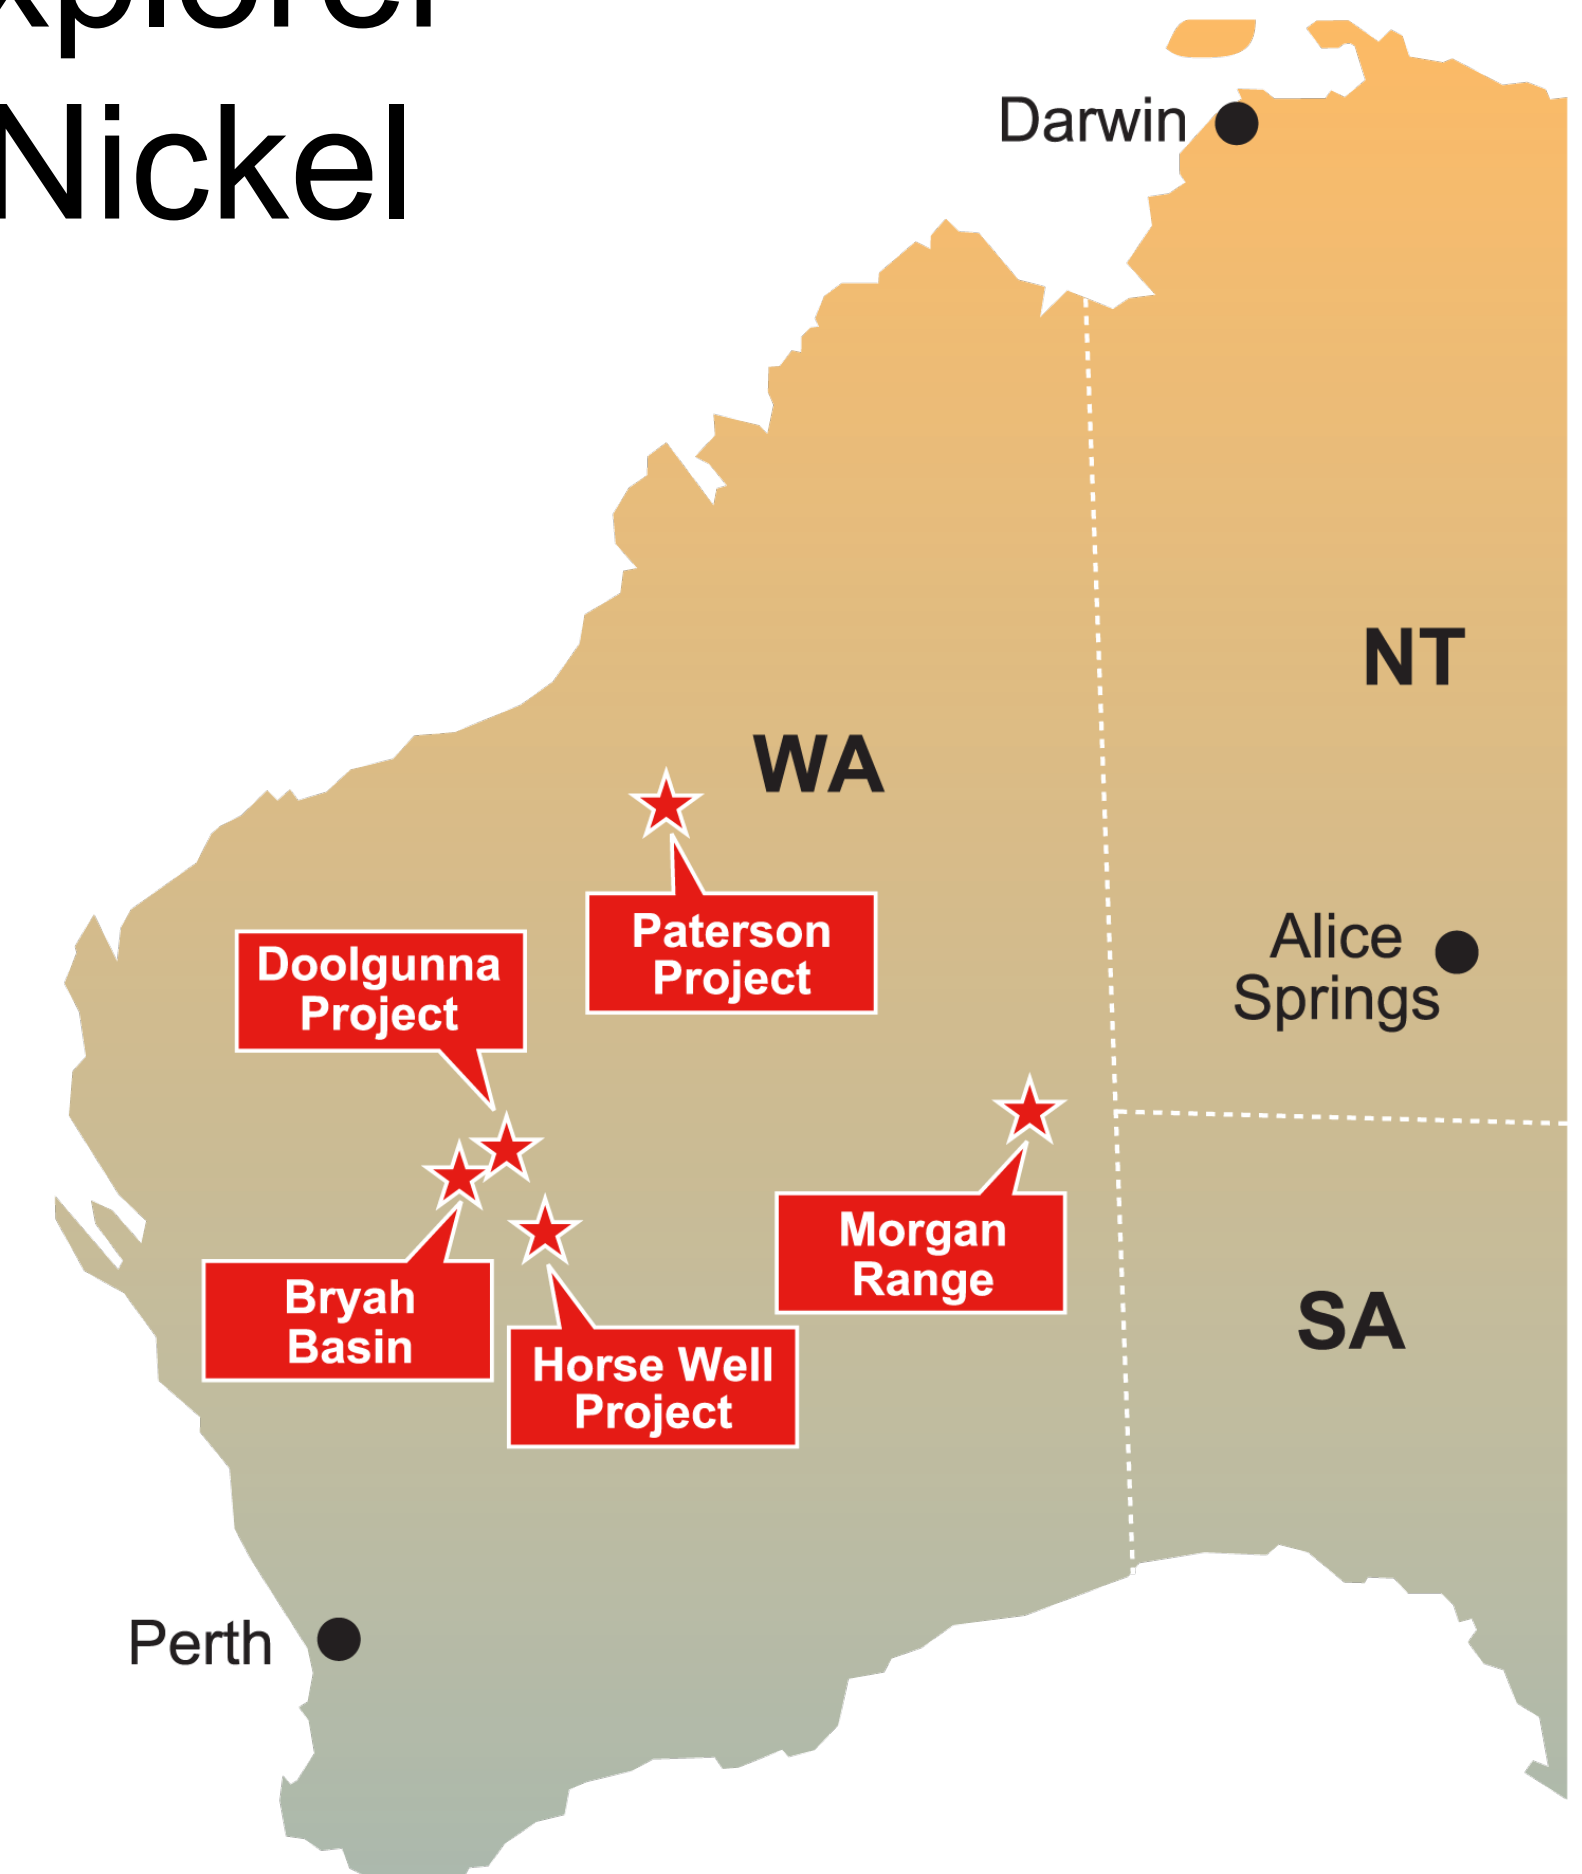 Nickel
Darwin
NT
WA
Paterson
Project
Doolgunna
Project
Alice
Springs
Morgan
Range
Bryah
Basin
Horse Well
Project
SA
Perth